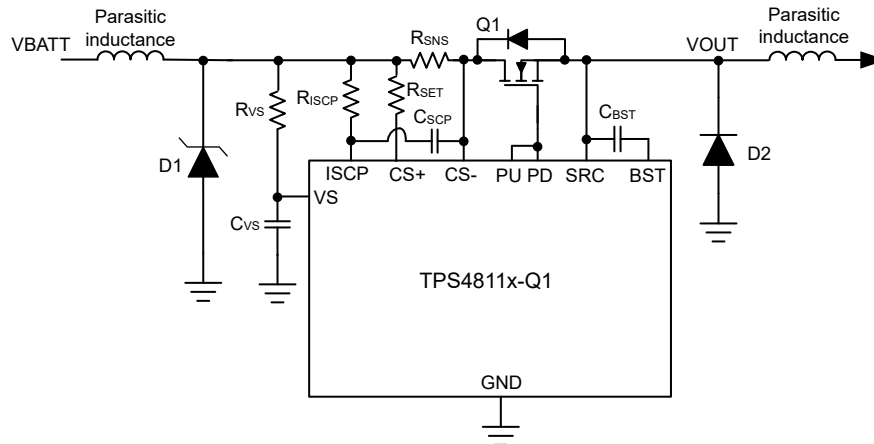 Parasitic
inductance
VBATT
RSNS
Q1
VOUT
Parasitic
inductance
RVS
RISCP
RSET
CSCP
CBST
D1
D2
ISCP
CS+
CS-
PU
PD
SRC
BST
VS
CVS
TPS4811x-Q1
GND